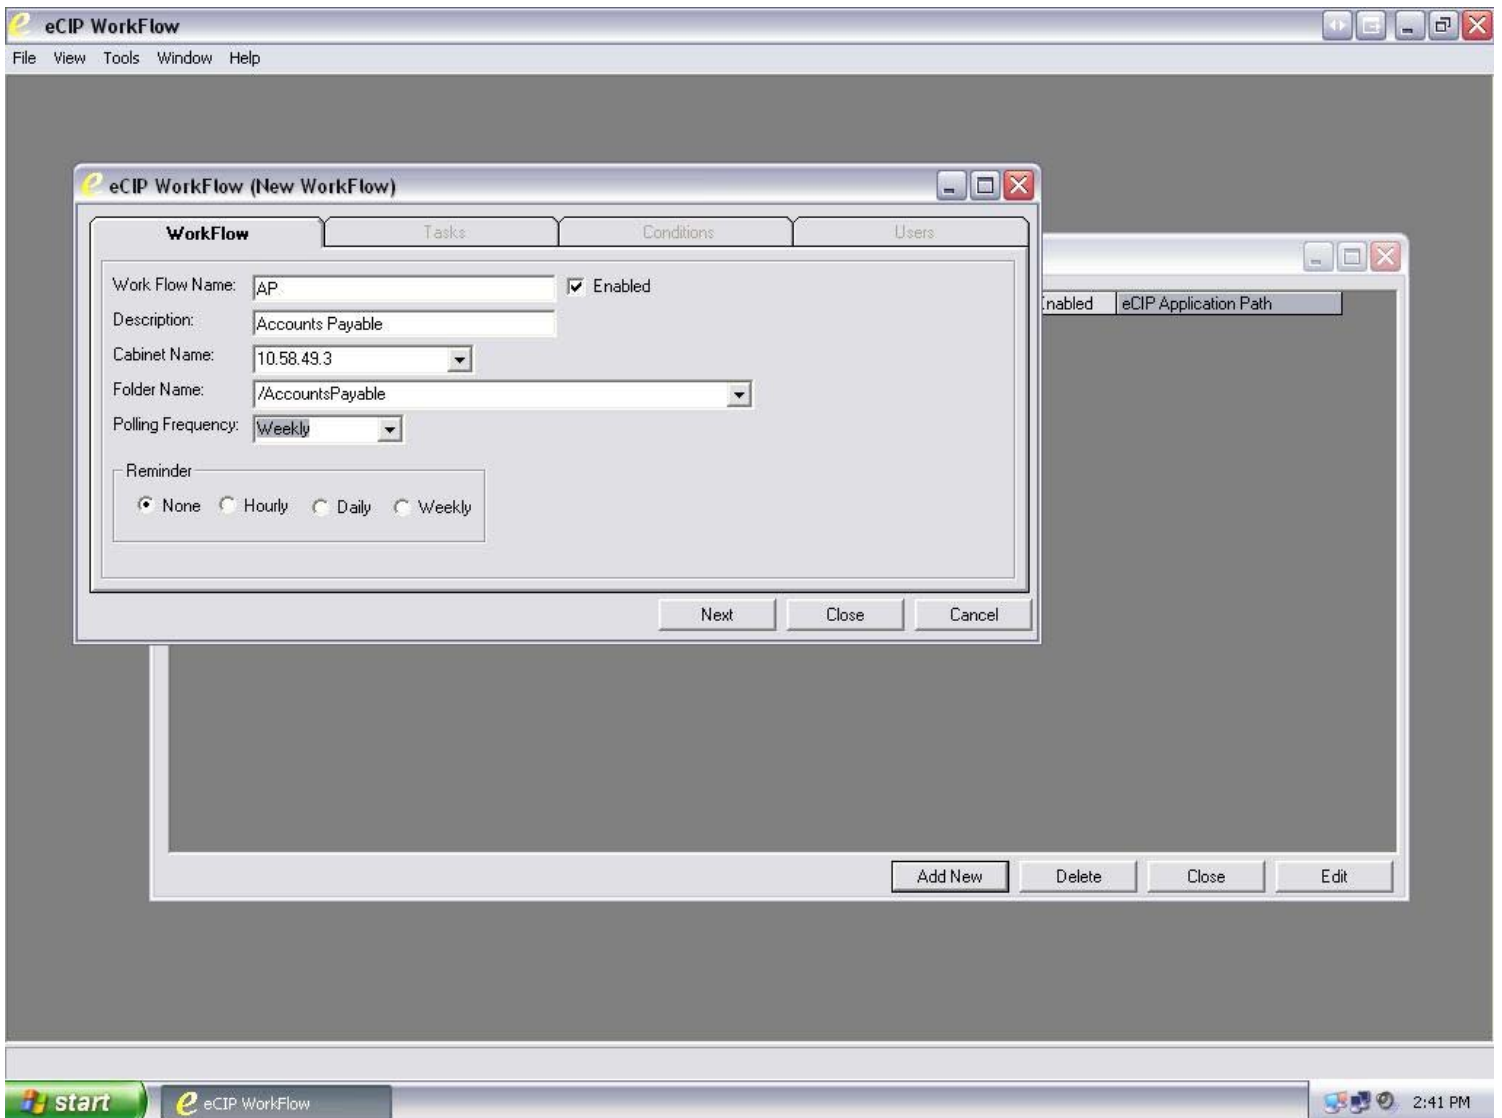 eCIP WorkFlow
File View Tools Window Help
eCIP WorkFlow (New WorkFlow)
WorkFlow Tasks Conditions Users
Work Flow Name: AP Enabled
Description: Accounts Payable
Cabinet Name: 10.58.49.3
Folder Name: /AccountsPayable
Polling Frequency: Weekly
Reminder
None Hourly Daily Weekly
Next Close Cancel
Enabled eCIP Application Path
Add New Delete Close Edit
start eCIP WorkFlow 2:41 PM